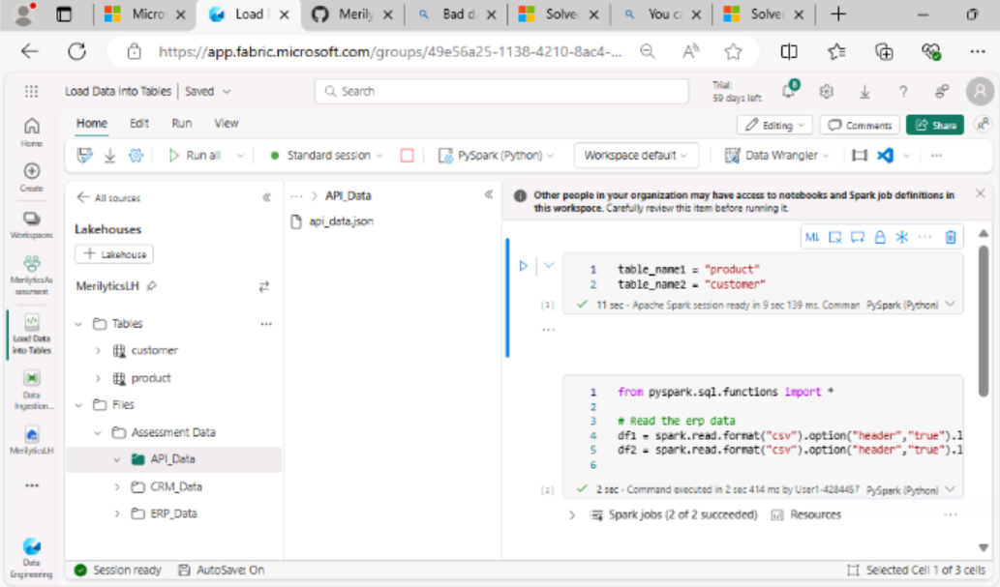 Micro
Load
Merily
Bad d
Solve
You c
Solve
https://app.fabric.microsoft.com/groups/49e56a25-1138-4210-8ac4-...
Load Data Into Tables | Saved
Search
Trial:
59 days left
6
Home Edit Run View
Editing
Comments
Share
Run all
Standard session
PySpark (Python)
Workspace default
Data Wrangler
Home
Create
Workspaces
MerilyticsAs
sessment
Load Data
into Tables
Data
Ingestion...
MerilyticsLH
Data
Engineering
All sources
Lakehouses
+ Lakehouse
MerilyticsLH
Tables
customer
product
Files
Assessment Data
API_Data
CRM_Data
ERP_Data
... > API_Data
api_data.json
Other people in your organization may have access to notebooks and Spark job definitions in
this workspace. Carefully review this item before running it.
ML
1 table_name1 = "product"
2 table_name2 = "customer"
[1] 11 sec - Apache Spark session ready in 9 sec 139 ms. Comman PySpark (Python)
1 from pyspark.sql.functions import *
2
3 # Read the erp data
4 df1 = spark.read.format("csv").option("header","true").l
5 df2 = spark.read.format("csv").option("header","true").l
6
[2] 2 sec - Command executed in 2 sec 414 ms by User1-4284457 PySpark (Python)
Spark jobs (2 of 2 succeeded) Resources
Session ready AutoSave: On
Selected Cell 1 of 3 cells